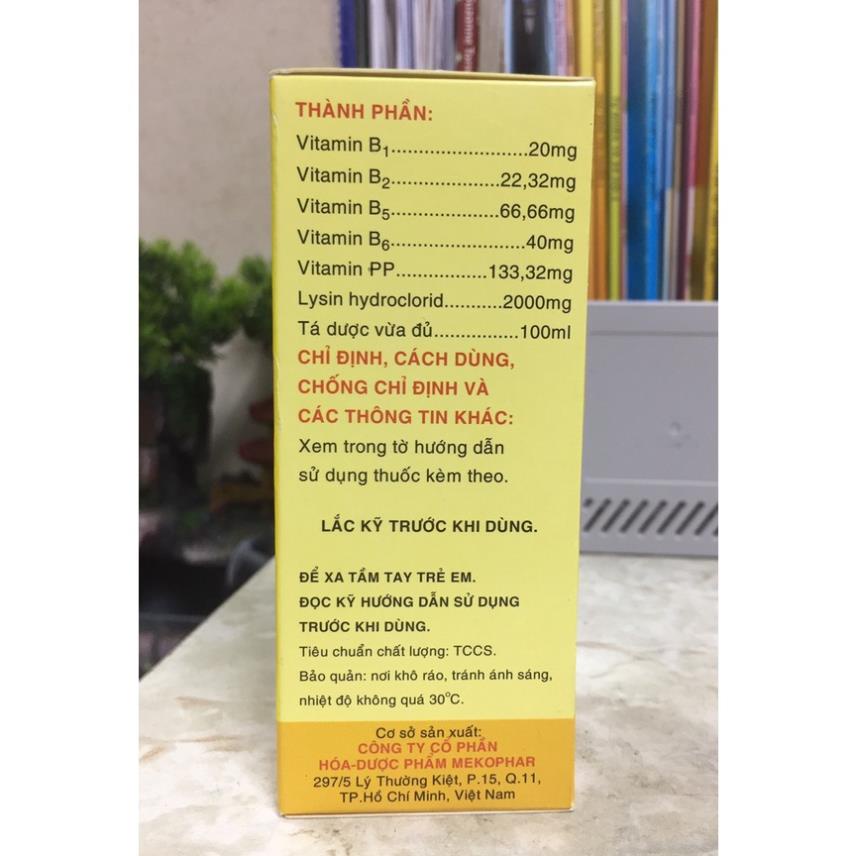 THÀNH PHẦN:
Vitamin B1........................20mg
Vitamin B2...................22,32mg
Vitamin B5...................66,66mg
Vitamin B6........................40mg
Vitamin PP................133,32mg
Lysin hydroclorid..........2000mg
Tá dược vừa đủ...............100ml
CHỈ ĐỊNH, CÁCH DÙNG,
CHỐNG CHỈ ĐỊNH VÀ
CÁC THÔNG TIN KHÁC:
Xem trong tờ hướng dẫn
sử dụng thuốc kèm theo.
LẮC KỸ TRƯỚC KHI DÙNG.
ĐỂ XA TẦM TAY TRẺ EM.
ĐỌC KỸ HƯỚNG DẪN SỬ DỤNG
TRƯỚC KHI DÙNG.
Tiêu chuẩn chất lượng: TCCS.
Bảo quản: nơi khô ráo, tránh ánh sáng,
nhiệt độ không quá 30°C.
Cơ sở sản xuất:
CÔNG TY CỔ PHẦN
HÓA-DƯỢC PHẨM MEKOPHAR
297/5 Lý Thường Kiệt, P.15, Q.11,
TP.Hồ Chí Minh, Việt Nam